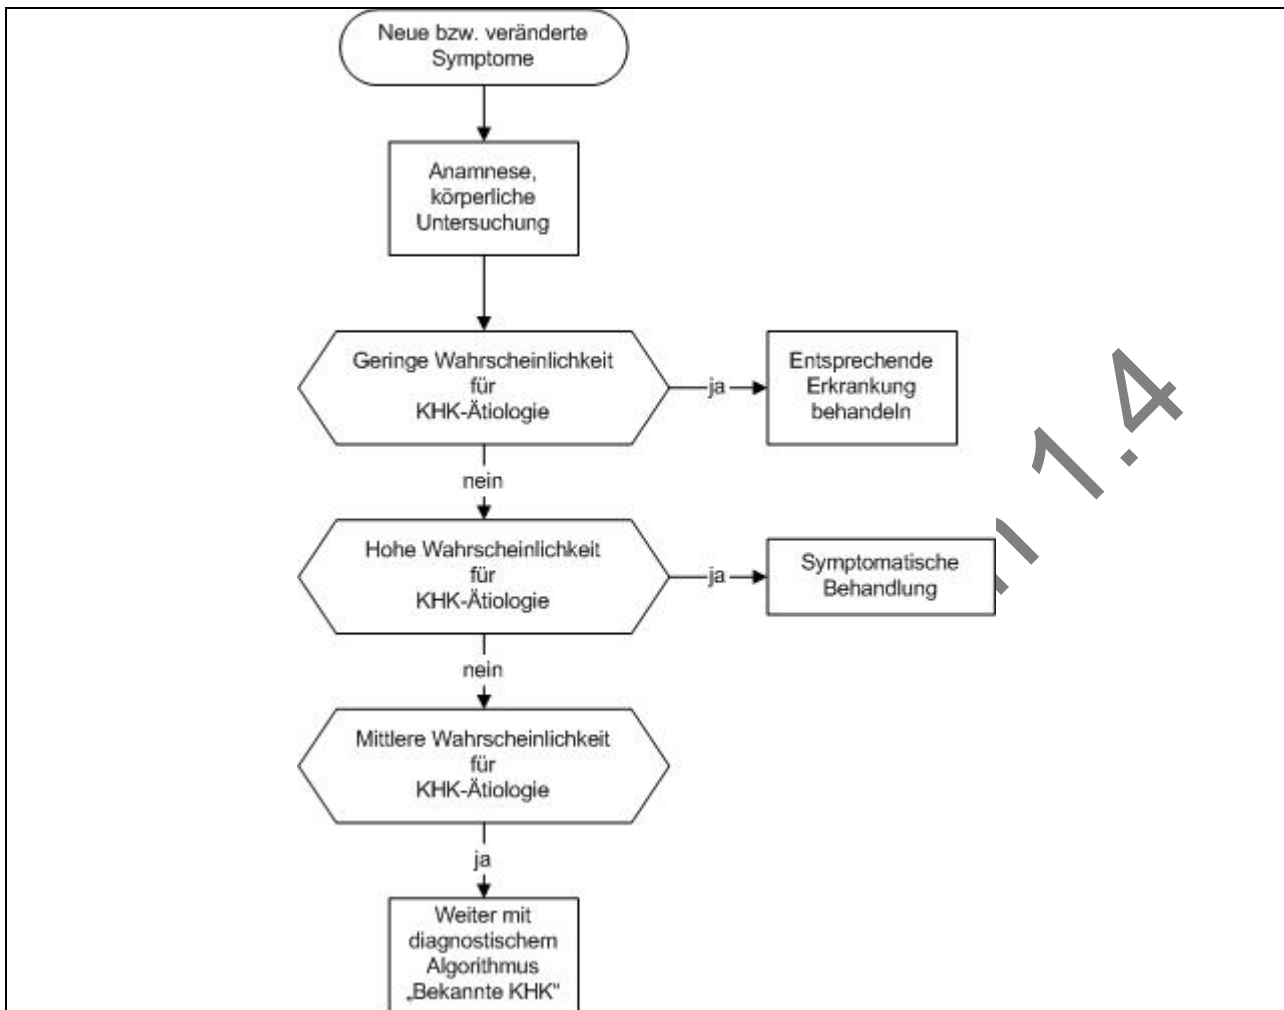 Neue bzw. veränderte
Symptome
Anamnese,
körperliche
Untersuchung
Geringe Wahrscheinlichkeit
für
KHK-Ätiologie
ja
Entsprechende
Erkrankung
behandeln
nein
Hohe Wahrscheinlichkeit
für
KHK-Ätiologie
ja
Symptomatische
Behandlung
nein
Mittlere Wahrscheinlichkeit
für
KHK-Ätiologie
ja
Weiter mit
diagnostischem
Algorithmus
„Bekannte KHK"
1.4